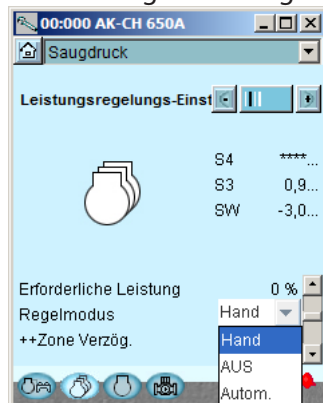 00:000 AK-CH 650A
Saugdruck
Leistungsregelungs-Einst
S4 ****...
S3 0,9...
SW -3,0...
Erforderliche Leistung 0 %
Regelmodus Hand
++Zone Verzög. Hand
AUS
Autom.